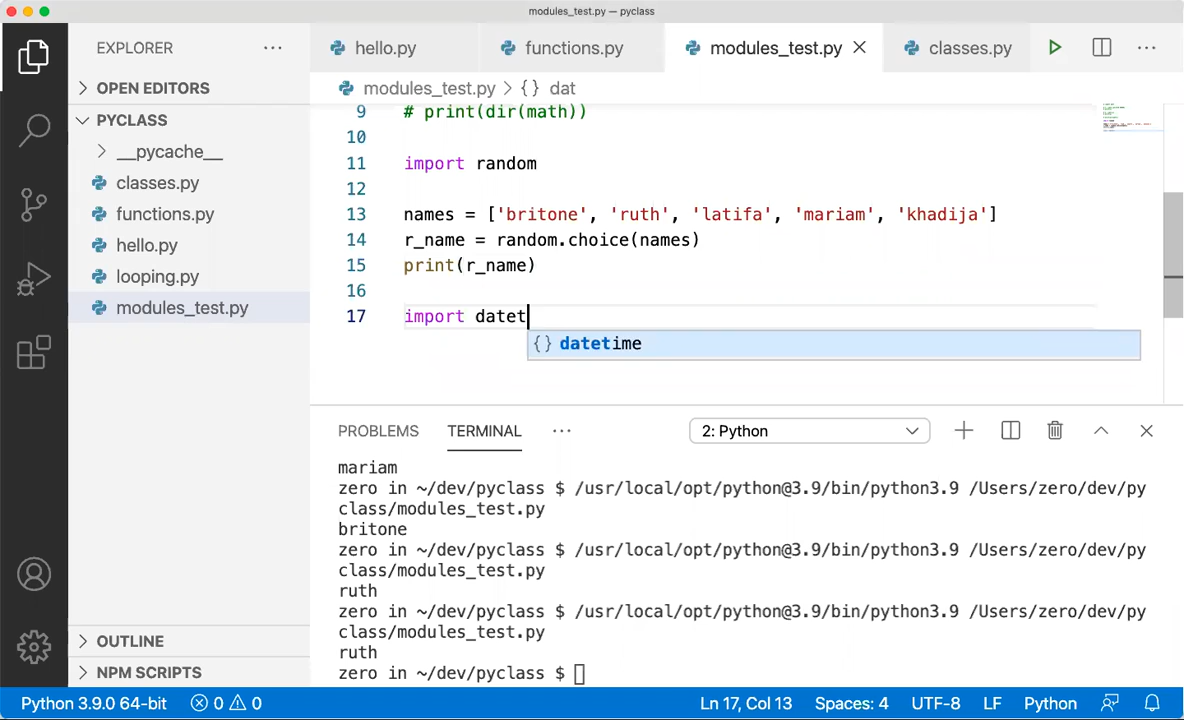 modules_test.py — pyclass
EXPLORER
hello.py
functions.py
modules_test.py
classes.py
OPEN EDITORS
modules_test.py > {} dat
PYCLASS
__pycache__
classes.py
functions.py
hello.py
looping.py
modules_test.py
9 # print(dir(math))
10
11 import random
12
13 names = ['britone', 'ruth', 'latifa', 'mariam', 'khadija']
14 r_name = random.choice(names)
15 print(r_name)
16
17 import datet
{} datetime
PROBLEMS TERMINAL ··· 2: Python
mariam
zero in ~/dev/pyclass $ /usr/local/opt/python@3.9/bin/python3.9 /Users/zero/dev/py
class/modules_test.py
britone
zero in ~/dev/pyclass $ /usr/local/opt/python@3.9/bin/python3.9 /Users/zero/dev/py
class/modules_test.py
ruth
zero in ~/dev/pyclass $ /usr/local/opt/python@3.9/bin/python3.9 /Users/zero/dev/py
class/modules_test.py
ruth
zero in ~/dev/pyclass $
OUTLINE
NPM SCRIPTS
Python 3.9.0 64-bit 0 0 Ln 17, Col 13 Spaces: 4 UTF-8 LF Python